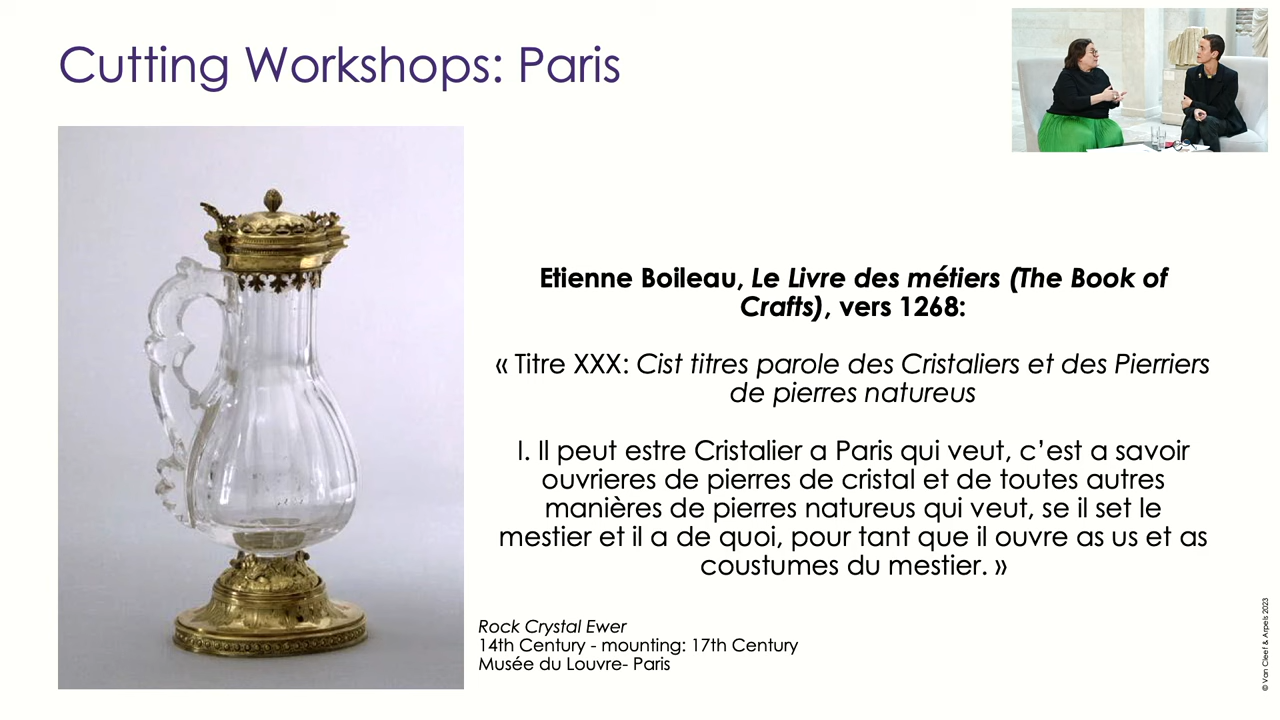 Cutting Workshops: Paris
Etienne Boileau, Le Livre des métiers (The Book of
Crafts), vers 1268:
« Titre XXX: Cist titres parole des Cristaliers et des Pierriers
de pierres natureus
I. Il peut estre Cristalier a Paris qui veut, c’est a savoir
ouvrieres de pierres de cristal et de toutes autres
manières de pierres natureus qui veut, se il set le
mestier et il a de quoi, pour tant que il ouvre as us et as
coustumes du mestier. »
Rock Crystal Ewer
14th Century - mounting: 17th Century
Musée du Louvre- Paris
© Van Cleef & Arpels 2023